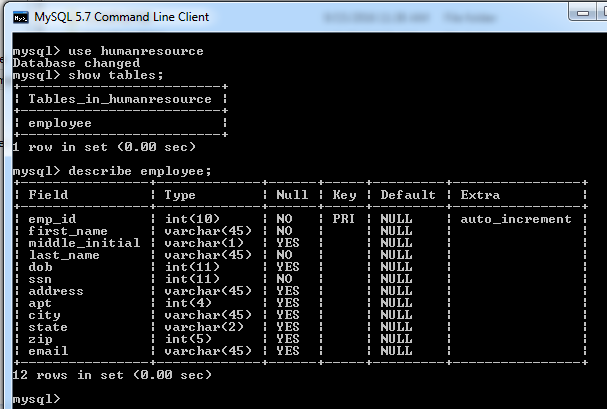 MySQL 5.7 Command Line Client
mysql> use humanresource
Database changed
mysql> show tables;
+-------------------------+
| Tables_in_humanresource |
+-------------------------+
| employee                |
+-------------------------+
1 row in set (0.00 sec)
mysql> describe employee;
+----------------+-------------+------+-----+---------+----------------+
| Field          | Type        | Null | Key | Default | Extra          |
+----------------+-------------+------+-----+---------+----------------+
| emp_id         | int(10)     | NO   | PRI | NULL    | auto_increment |
| first_name     | varchar(45) | NO   |     | NULL    |                |
| middle_initial | varchar(1)  | YES  |     | NULL    |                |
| last_name      | varchar(45) | NO   |     | NULL    |                |
| dob            | int(11)     | YES  |     | NULL    |                |
| ssn            | int(11)     | NO   |     | NULL    |                |
| address        | varchar(45) | YES  |     | NULL    |                |
| apt            | int(4)      | YES  |     | NULL    |                |
| city           | varchar(45) | YES  |     | NULL    |                |
| state          | varchar(2)  | YES  |     | NULL    |                |
| zip            | int(5)      | YES  |     | NULL    |                |
| email          | varchar(45) | YES  |     | NULL    |                |
+----------------+-------------+------+-----+---------+----------------+
12 rows in set (0.00 sec)
mysql>